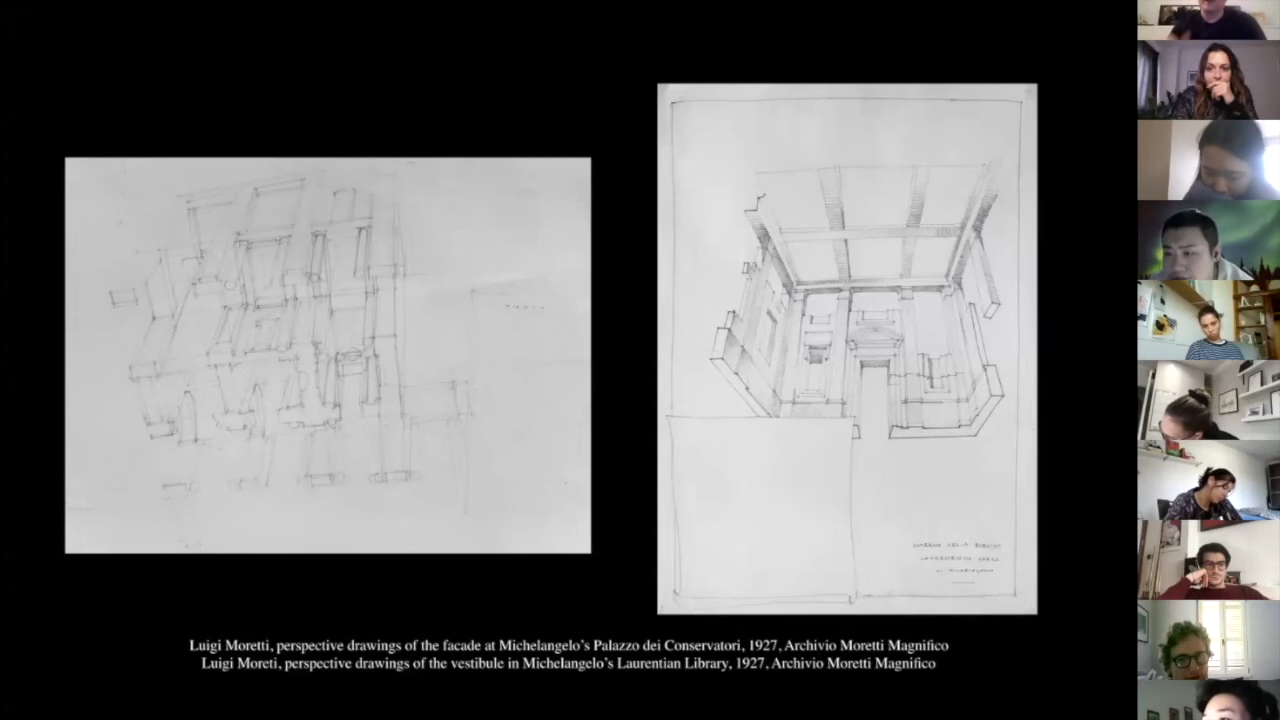 Luigi Moretti, perspective drawings of the facade at Michelangelo's Palazzo dei Conservatori, 1927, Archivio Moretti Magnifico
Luigi Moreti, perspective drawings of the vestibule in Michelangelo's Laurentian Library, 1927, Archivio Moretti Magnifico